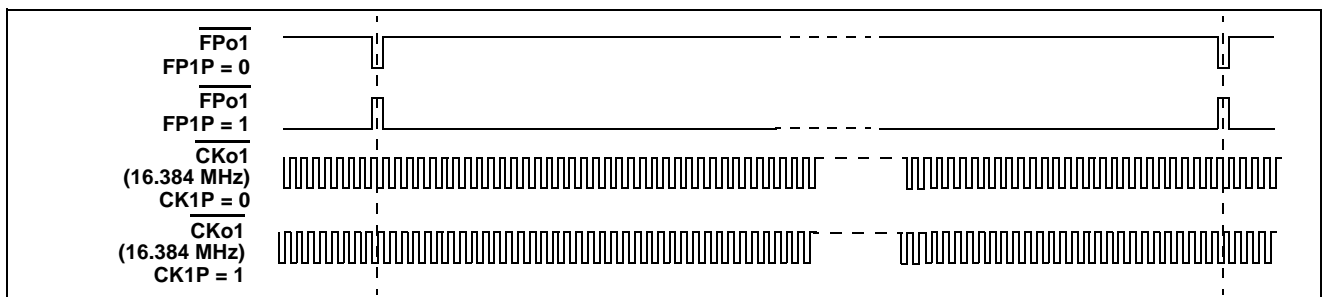 FPo1
FP1P = 0
FPo1
FP1P = 1
CKo1
(16.384 MHz)
CK1P = 0
CKo1
(16.384 MHz)
CK1P = 1